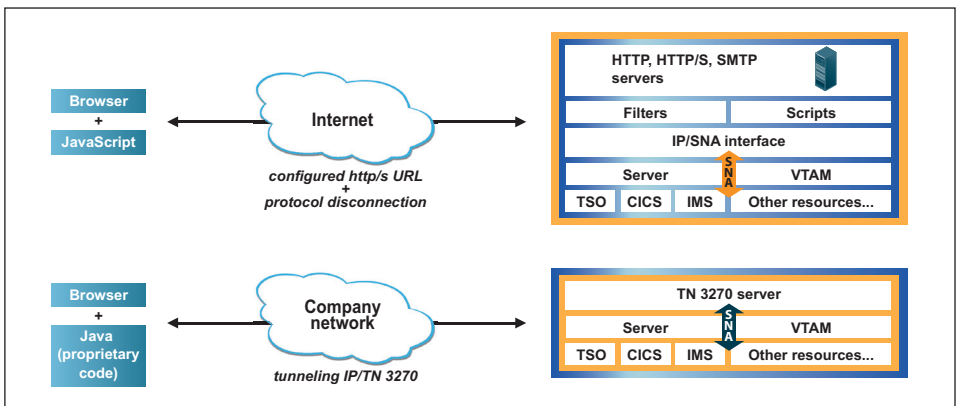 Browser
+
JavaScript
Internet
configured http/s URL
+
protocol disconnection
HTTP, HTTP/S, SMTP
servers
Filters
Scripts
IP/SNA interface
SNA
Server
VTAM
TSO
CICS
IMS
Other resources...
Browser
+
Java
(proprietary
code)
Company
network
tunneling IP/TN 3270
TN 3270 server
SNA
Server
VTAM
TSO
CICS
IMS
Other resources...